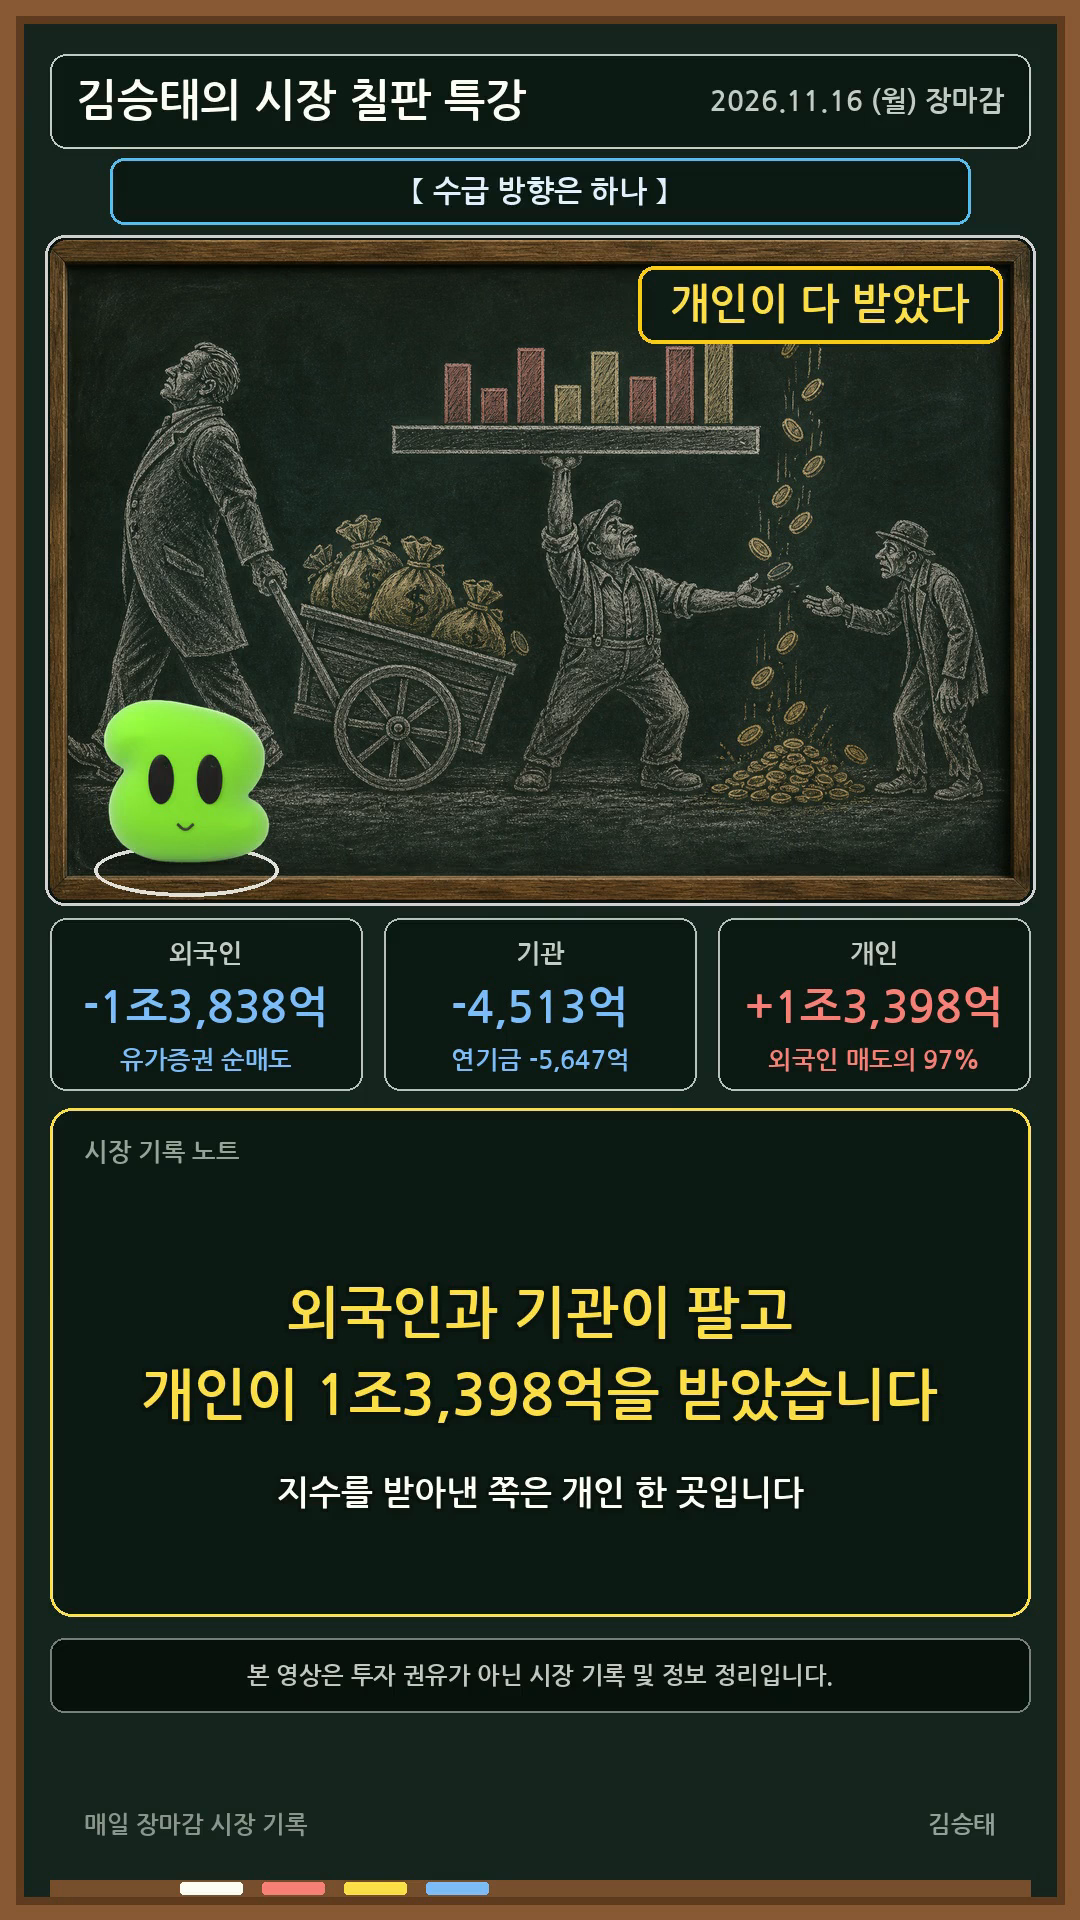 김승태의 시장 칠판 특강
2026.11.16 (월) 장마감
【 수급 방향은 하나 】
개인이 다 받았다
외국인
-1조3,838억
유가증권 순매도
기관
-4,513억
연기금 -5,647억
개인
+1조3,398억
외국인 매도의 97%
시장 기록 노트
외국인과 기관이 팔고
개인이 1조3,398억을 받았습니다
지수를 받아낸 쪽은 개인 한 곳입니다
본 영상은 투자 권유가 아닌 시장 기록 및 정보 정리입니다.
매일 장마감 시장 기록
김승태